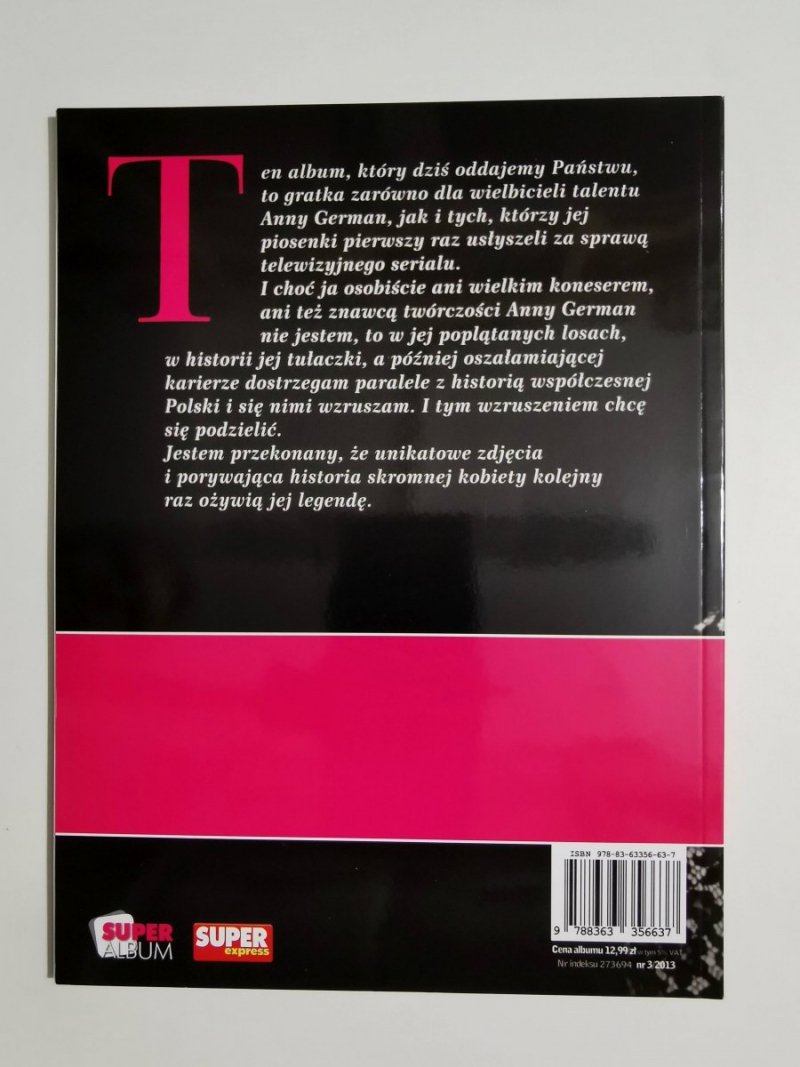 Ten album, który dziś oddajemy Państwu,
to gratka zarówno dla wielbicieli talentu
Anny German, jak i tych, którzy jej
piosenki pierwszy raz usłyszeli za sprawą
telewizyjnego serialu.
I choć ja osobiście ani wielkim koneserem,
ani też znawcą twórczości Anny German
nie jestem, to w jej poplątanych losach,
w historii jej tułaczki, a później oszałamiającej
karierze dostrzegam paralele z historią współczesnej
Polski i się nimi wzruszam. I tym wzruszeniem chcę
się podzielić.
Jestem przekonany, że unikatowe zdjęcia
i porywająca historia skromnej kobiety kolejny
raz ożywią jej legendę.
ISBN 978-83-63356-63-7
9 788363 356637
SUPER
ALBUM
SUPER
express
Cena albumu 12,99 zł w tym 5% VAT
Nr indeksu 273694 nr 3/2013